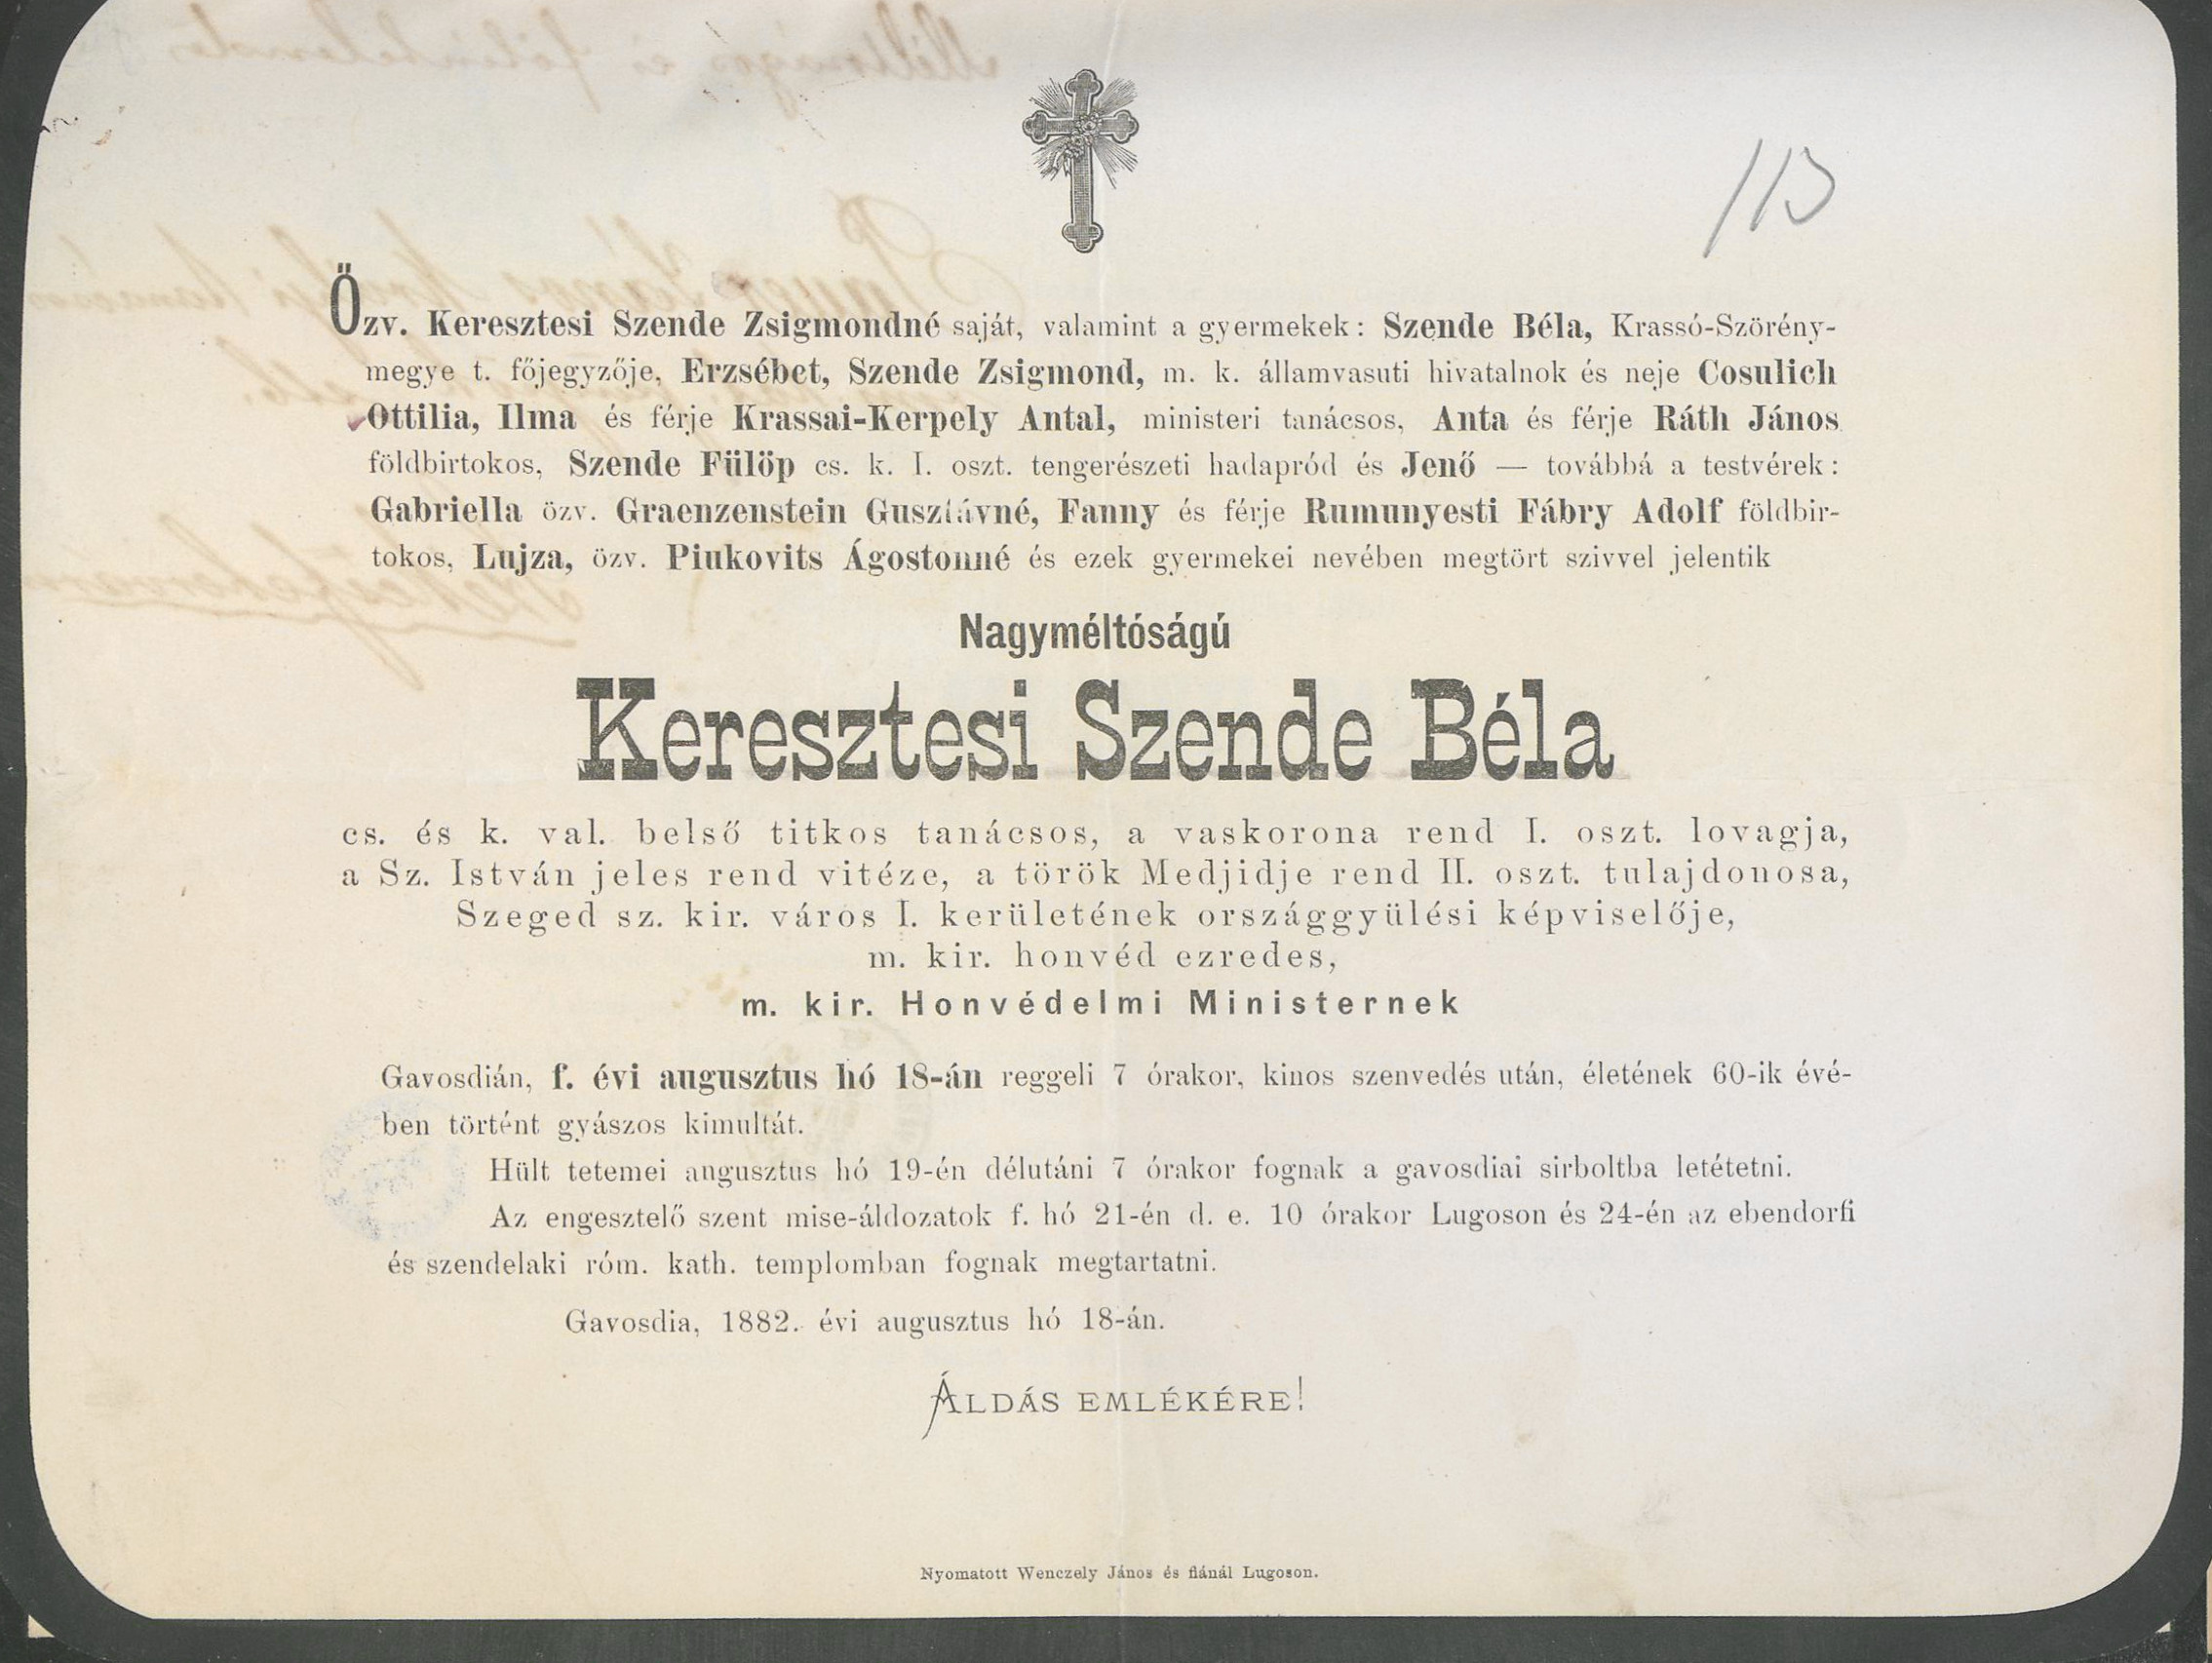 113
Özv. Keresztesi Szende Zsigmondné saját, valamint a gyermekek: Szende Béla, Krassó-Szörény-
megye t. főjegyzője, Erzsébet, Szende Zsigmond, m. k. államvasuti hivatalnok és neje Cosulich
Ottilia, Ilma és férje Krassai-Kerpely Antal, ministeri tanácsos, Anta és férje Ráth János
földbirtokos, Szende Fülöp cs. k. I. oszt. tengerészeti hadapród és Jenő — továbbá a testvérek:
Gabriella özv. Graenzenstein Gusztávné, Fanny és férje Rumunyesti Fábry Adolf földbir-
tokos, Lujza, özv. Piukovits Ágostonné és ezek gyermekei nevében megtört szivvel jelentik
Nagyméltóságú
Keresztesi Szende Béla
cs. és k. val. belső titkos tanácsos, a vaskorona rend I. oszt. lovagja,
a Sz. István jeles rend vitéze, a török Medjidje rend II. oszt. tulajdonosa,
Szeged sz. kir. város I. kerületének országgyülési képviselője,
m. kir. honvéd ezredes,
m. kir. Honvédelmi Ministernek
Gavosdián, f. évi augusztus hó 18-án reggeli 7 órakor, kinos szenvedés után, életének 60-ik évé-
ben történt gyászos kimultát.
Hült tetemei augusztus hó 19-én délutáni 7 órakor fognak a gavosdiai sirboltba letétetni.
Az engesztelő szent mise-áldozatok f. hó 21-én d. e. 10 órakor Lugoson és 24-én az ebendorfi
és szendelaki róm. kath. templomban fognak megtartatni.
Gavosdia, 1882. évi augusztus hó 18-án.
ÁLDÁS EMLÉKÉRE!
Nyomatott Wenczely János és fiánál Lugoson.